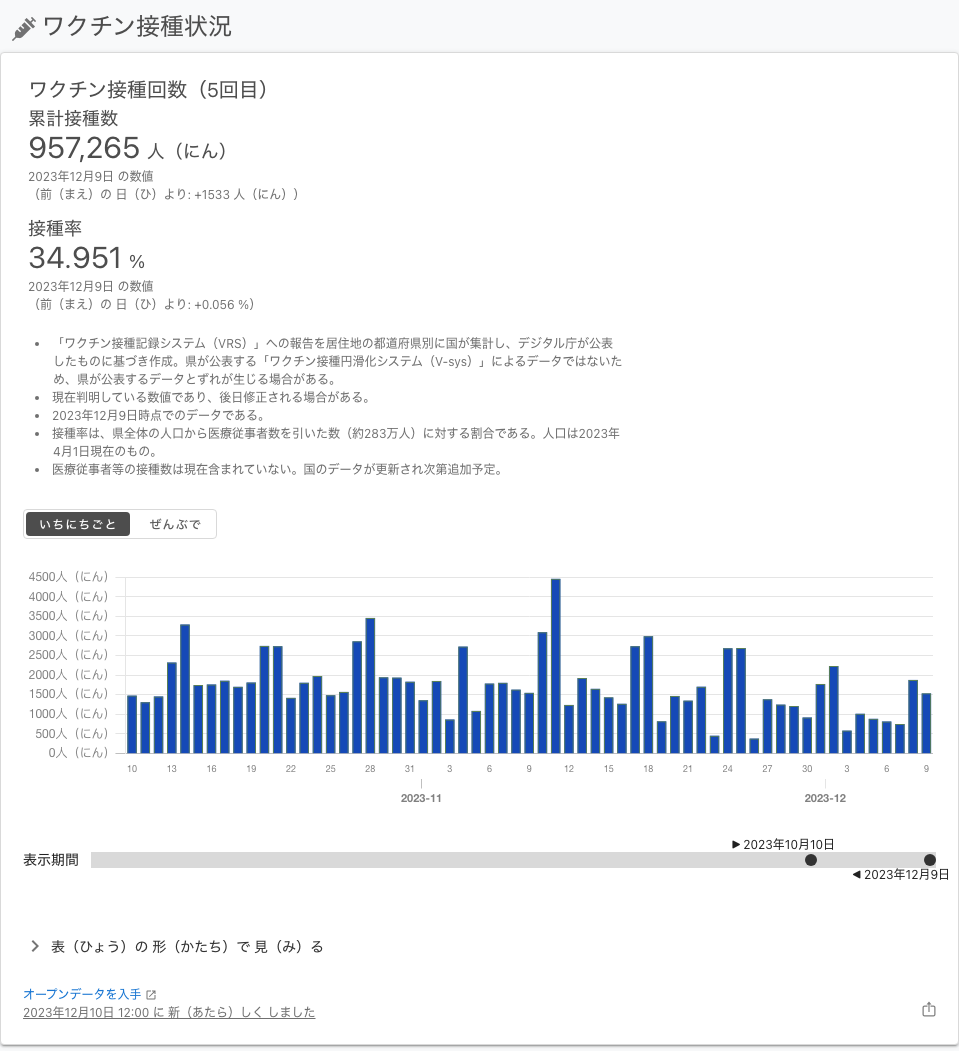 ワクチン接種状況
ワクチン接種回数（5回目）
累計接種数
957,265 人（にん）
2023年12月9日 の数値
（前（まえ）の 日（ひ）より: +1533 人（にん））
接種率
34.951 %
2023年12月9日 の数値
（前（まえ）の 日（ひ）より: +0.056 %）
• 「ワクチン接種記録システム（VRS）」への報告を居住地の都道府県別に国が集計し、デジタル庁が公表
したものに基づき作成。県が公表する「ワクチン接種円滑化システム（V-sys）」によるデータではないた
め、県が公表するデータとずれが生じる場合がある。
• 現在判明している数値であり、後日修正される場合がある。
• 2023年12月9日時点でのデータである。
• 接種率は、県全体の人口から医療従事者数を引いた数（約283万人）に対する割合である。人口は2023年
4月1日現在のもの。
• 医療従事者等の接種数は現在含まれていない。国のデータが更新され次第追加予定。
いちにちごと ぜんぶで
4500人（にん）
4000人（にん）
3500人（にん）
3000人（にん）
2500人（にん）
2000人（にん）
1500人（にん）
1000人（にん）
500人（にん）
0人（にん）
10 13 16 19 22 25 28 31 3 6 9 12 15 18 21 24 27 30 3 6 9
2023-11 2023-12
▶ 2023年10月10日
表示期間
◀ 2023年12月9日
表（ひょう）の 形（かたち）で 見（み）る
オープンデータを入手
2023年12月10日 12:00 に 新（あたら）しく しました